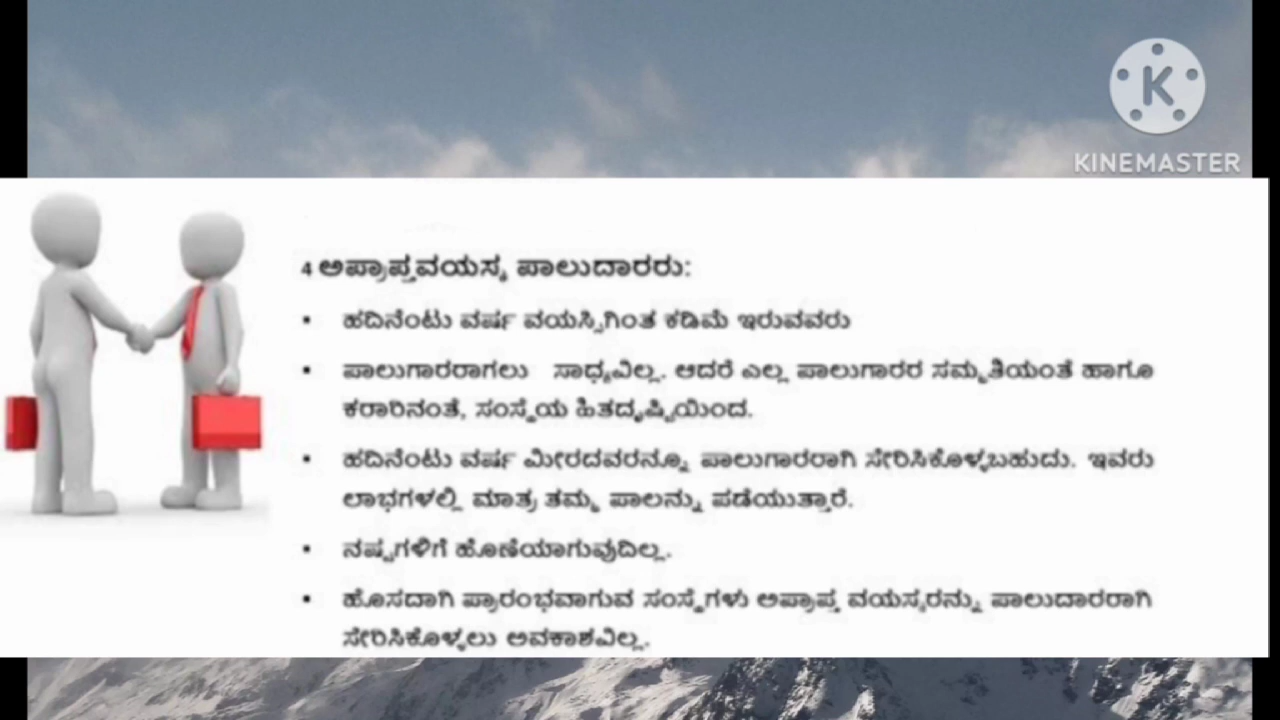 KINEMASTER
4 ಅಪ್ರಾಪ್ತವಯಸ್ಕ ಪಾಲುದಾರರು:
• ಹದಿನೆಂಟು ವರ್ಷ ವಯಸ್ಸಿಗಿಂತ ಕಡಿಮೆ ಇರುವವರು
• ಪಾಲುಗಾರರಾಗಲು ಸಾಧ್ಯವಿಲ್ಲ. ಆದರೆ ಎಲ್ಲ ಪಾಲುಗಾರರ ಸಮ್ಮತಿಯಂತೆ ಹಾಗೂ
ಕರಾರಿನಂತೆ, ಸಂಸ್ಥೆಯ ಹಿತದೃಷ್ಟಿಯಿಂದ.
• ಹದಿನೆಂಟು ವರ್ಷ ಮೀರದವರನ್ನೂ ಪಾಲುಗಾರರಾಗಿ ಸೇರಿಸಿಕೊಳ್ಳಬಹುದು. ಇವರು
ಲಾಭಗಳಲ್ಲಿ ಮಾತ್ರ ತಮ್ಮ ಪಾಲನ್ನು ಪಡೆಯುತ್ತಾರೆ.
• ನಷ್ಟಗಳಿಗೆ ಹೊಣೆಯಾಗುವುದಿಲ್ಲ.
• ಹೊಸದಾಗಿ ಪ್ರಾರಂಭವಾಗುವ ಸಂಸ್ಥೆಗಳು ಅಪ್ರಾಪ್ತ ವಯಸ್ಕರನ್ನು ಪಾಲುದಾರರಾಗಿ
ಸೇರಿಸಿಕೊಳ್ಳಲು ಅವಕಾಶವಿಲ್ಲ.